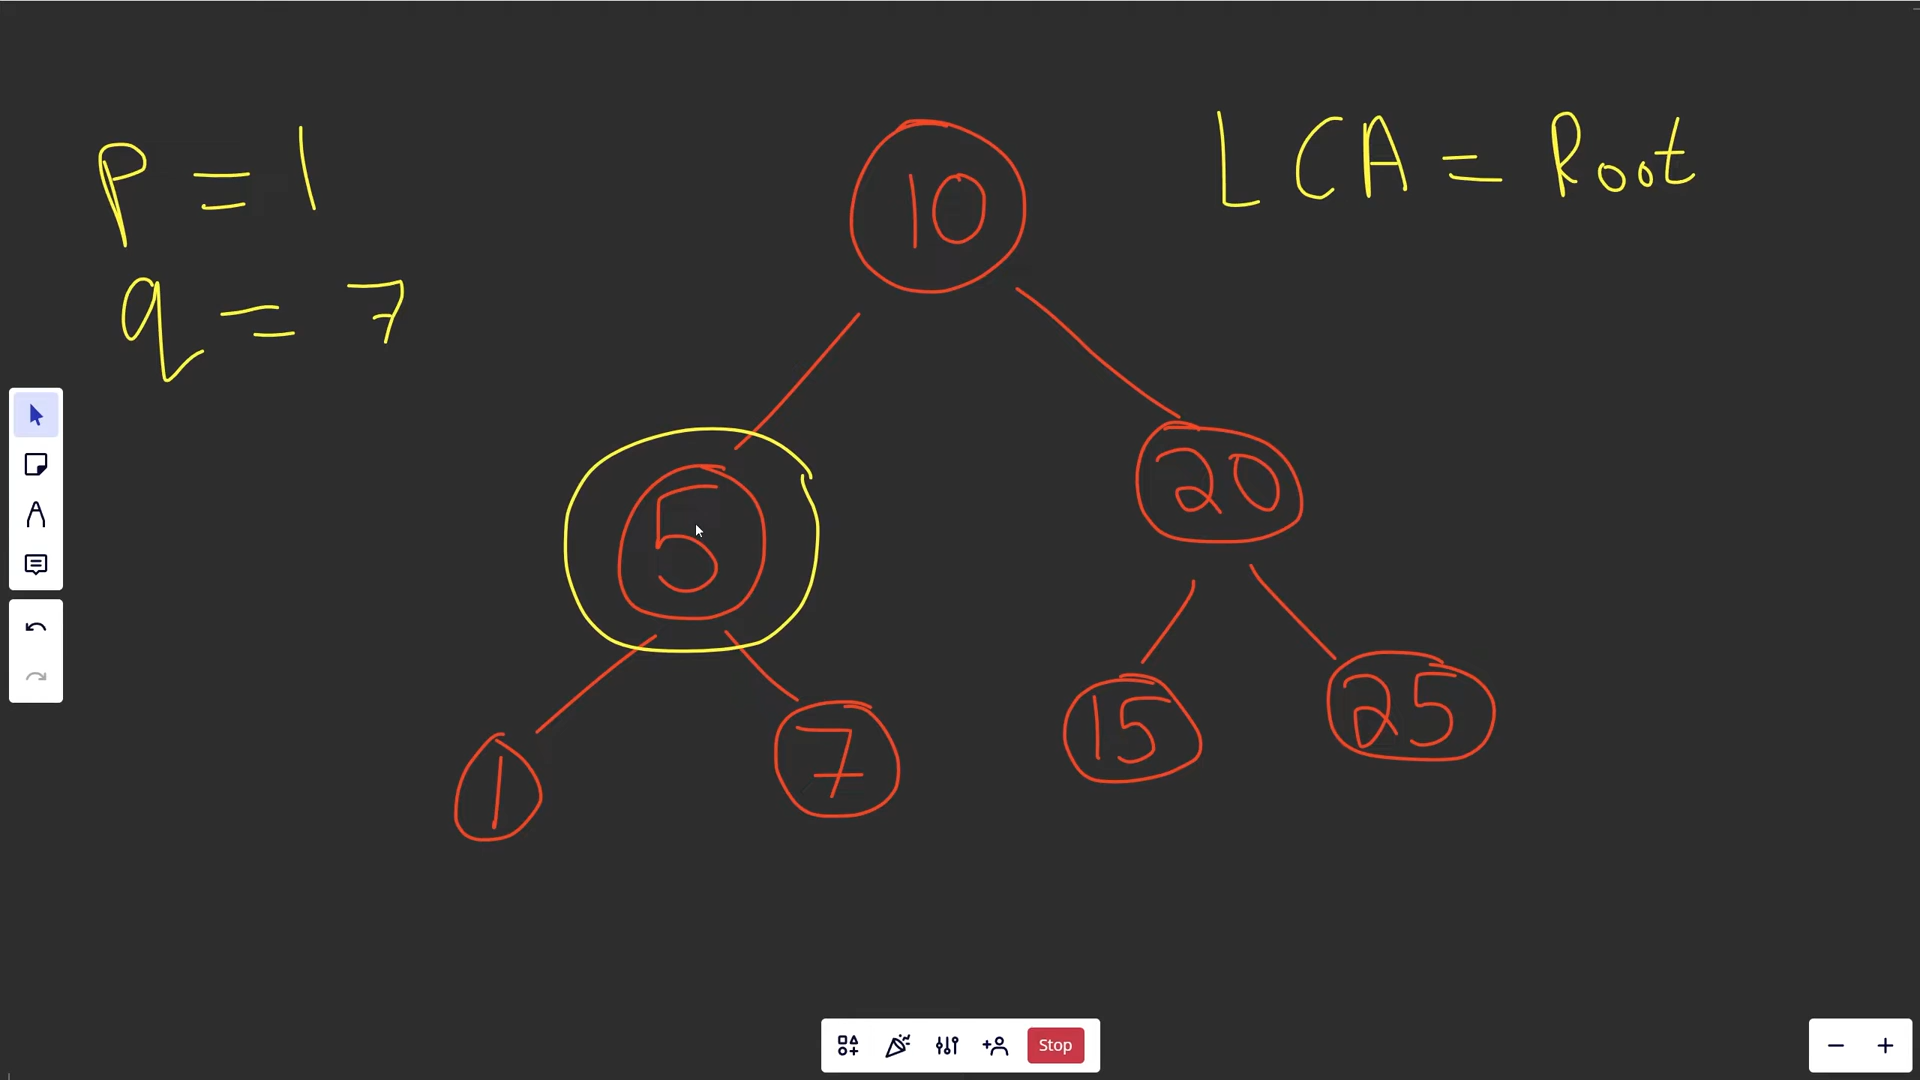 P = 1
LCA = Root
q = 7
10
5
20
1
7
15
25
Stop